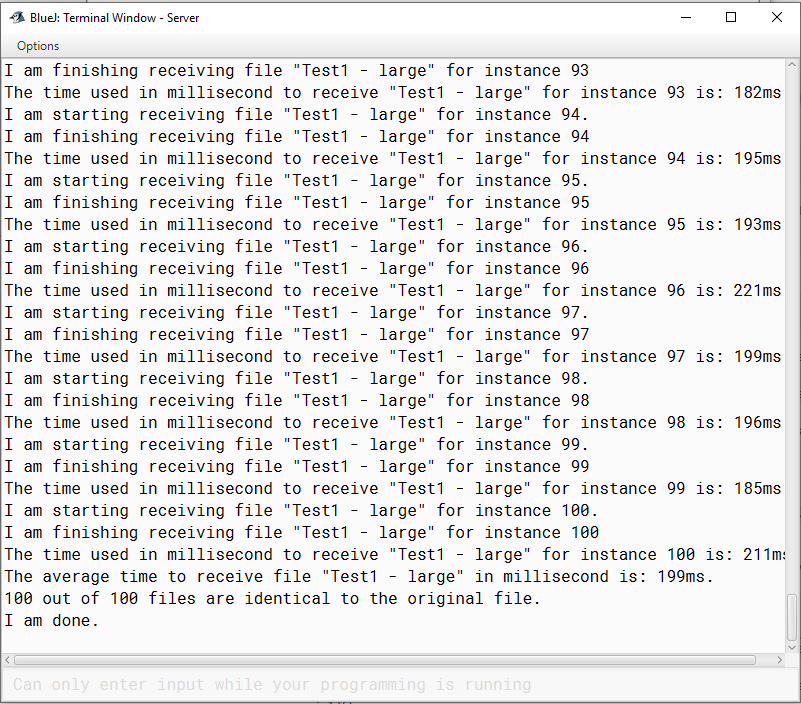 BlueJ: Terminal Window - Server
Options
I am finishing receiving file "Test1 - large" for instance 93
The time used in millisecond to receive "Test1 - large" for instance 93 is: 182ms
I am starting receiving file "Test1 - large" for instance 94.
I am finishing receiving file "Test1 - large" for instance 94
The time used in millisecond to receive "Test1 - large" for instance 94 is: 195ms
I am starting receiving file "Test1 - large" for instance 95.
I am finishing receiving file "Test1 - large" for instance 95
The time used in millisecond to receive "Test1 - large" for instance 95 is: 193ms
I am starting receiving file "Test1 - large" for instance 96.
I am finishing receiving file "Test1 - large" for instance 96
The time used in millisecond to receive "Test1 - large" for instance 96 is: 221ms
I am starting receiving file "Test1 - large" for instance 97.
I am finishing receiving file "Test1 - large" for instance 97
The time used in millisecond to receive "Test1 - large" for instance 97 is: 199ms
I am starting receiving file "Test1 - large" for instance 98.
I am finishing receiving file "Test1 - large" for instance 98
The time used in millisecond to receive "Test1 - large" for instance 98 is: 196ms
I am starting receiving file "Test1 - large" for instance 99.
I am finishing receiving file "Test1 - large" for instance 99
The time used in millisecond to receive "Test1 - large" for instance 99 is: 185ms
I am starting receiving file "Test1 - large" for instance 100.
I am finishing receiving file "Test1 - large" for instance 100
The time used in millisecond to receive "Test1 - large" for instance 100 is: 211ms
The average time to receive file "Test1 - large" in millisecond is: 199ms.
100 out of 100 files are identical to the original file.
I am done.
Can only enter input while your programming is running